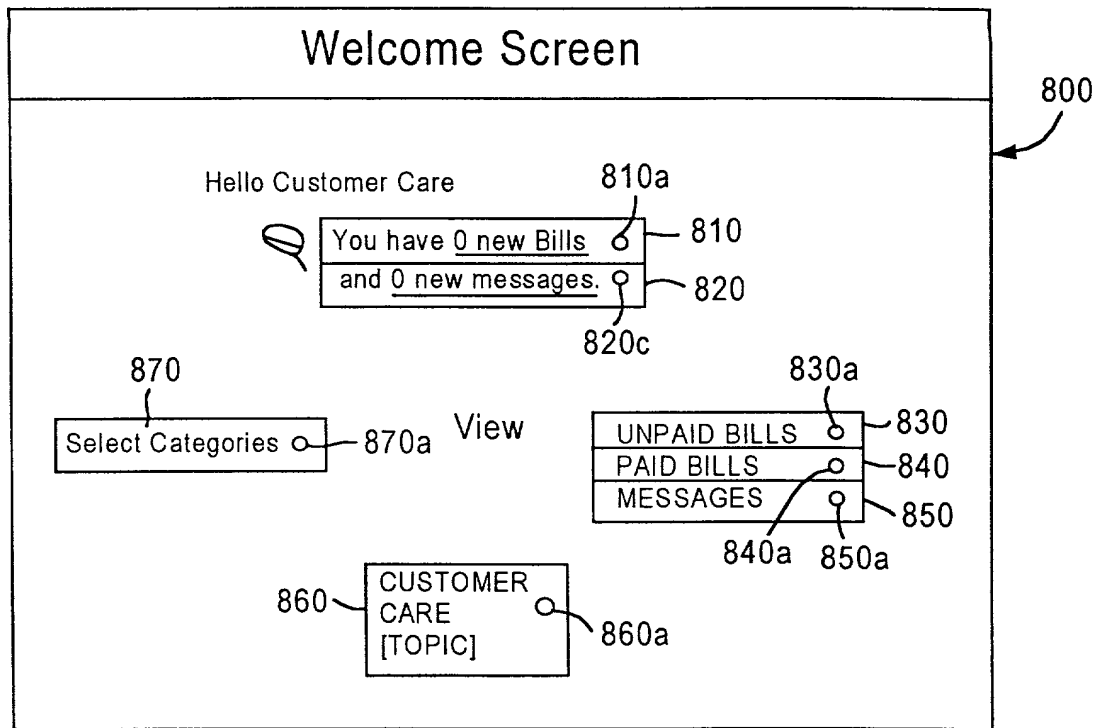 Welcome Screen
800
Hello Customer Care
810a
You have 0 new Bills
810
and 0 new messages.
820
820c
870
830a
Select Categories
870a
View
UNPAID BILLS
830
PAID BILLS
840
MESSAGES
850
840a
850a
860
CUSTOMER
CARE
[TOPIC]
860a